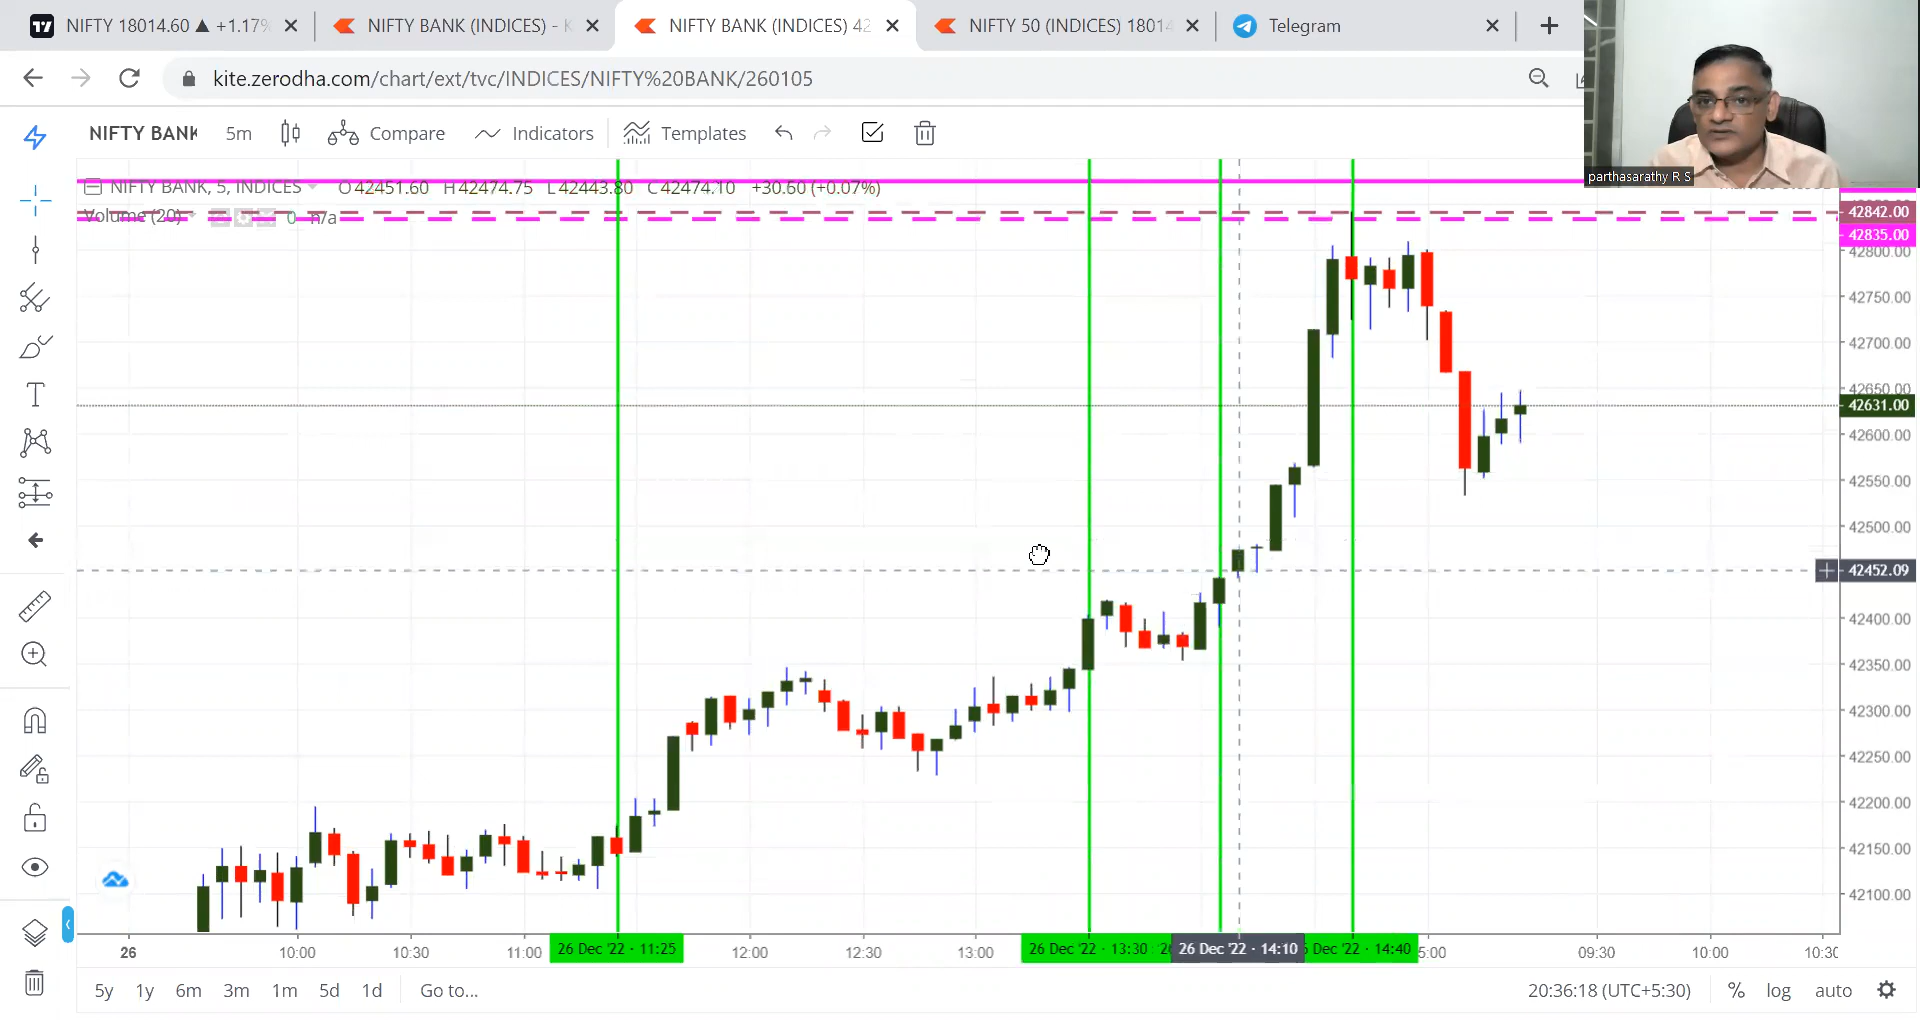 NIFTY 18014.60 ▲ +1.17%
NIFTY BANK (INDICES) - K
NIFTY BANK (INDICES) 42
NIFTY 50 (INDICES) 18014
Telegram
kite.zerodha.com/chart/ext/tvc/INDICES/NIFTY%20BANK/260105
NIFTY BANK
5m
Compare
Indicators
Templates
parthasarathy R S
NIFTY BANK, 5, INDICES
O42451.60 H42474.75 L42443.80 C42474.10 +30.60 (+0.07%)
Volume (20)
0 n/a
42842.00
42835.00
42800.00
42750.00
42700.00
42650.00
42631.00
42600.00
42550.00
42500.00
42452.09
42400.00
42350.00
42300.00
42250.00
42200.00
42150.00
42100.00
26
10:00
10:30
11:00
26 Dec '22 · 11:25
12:00
12:30
13:00
26 Dec '22 · 13:30
26 Dec '22 · 14:10
Dec '22 · 14:40
5:00
09:30
10:00
5y 1y 6m 3m 1m 5d 1d Go to...
20:36:18 (UTC+5:30) % log auto